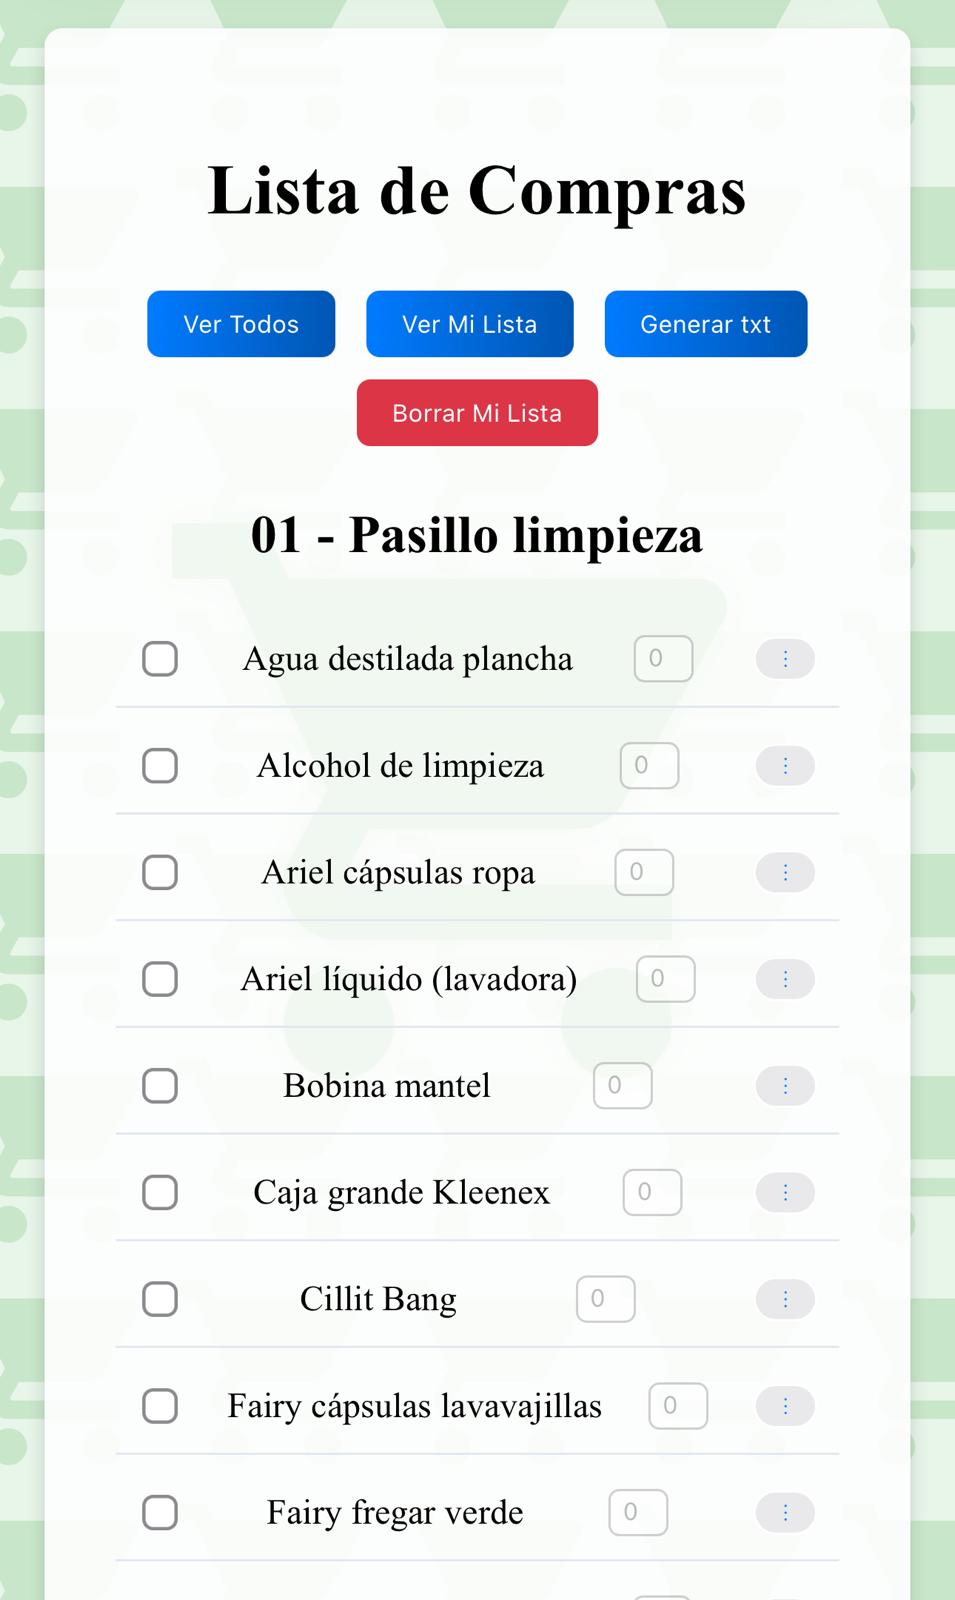 Lista de Compras
Ver Todos Ver Mi Lista Generar txt
Borrar Mi Lista
01 - Pasillo limpieza
Agua destilada plancha 0 ⋮
Alcohol de limpieza 0 ⋮
Ariel cápsulas ropa 0 ⋮
Ariel líquido (lavadora) 0 ⋮
Bobina mantel 0 ⋮
Caja grande Kleenex 0 ⋮
Cillit Bang 0 ⋮
Fairy cápsulas lavavajillas 0 ⋮
Fairy fregar verde 0 ⋮